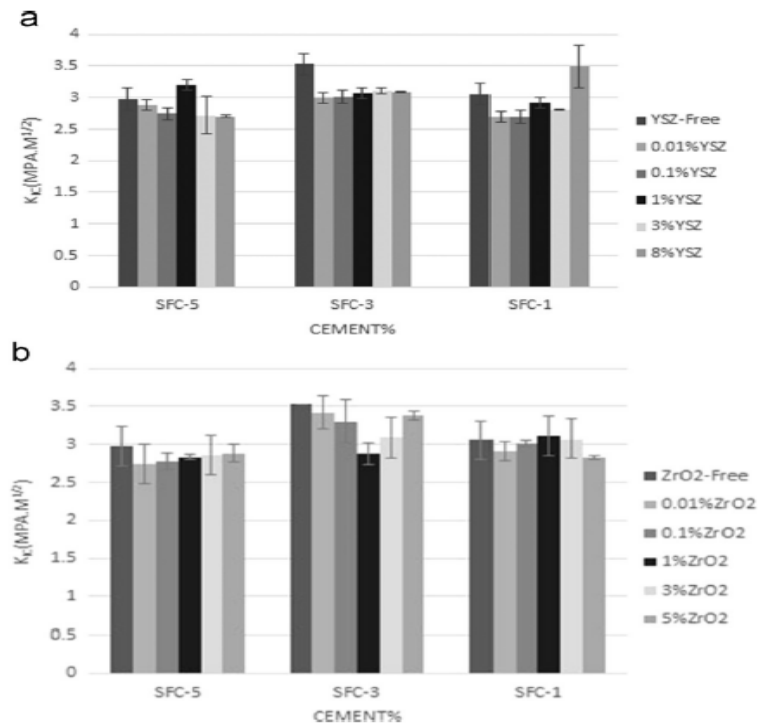 a
4
3.5
3
2.5
2
1.5
1
0.5
0
K_IC(MPA.M^1/2)
SFC-5 SFC-3 SFC-1
CEMENT%
YSZ-Free
0.01%YSZ
0.1%YSZ
1%YSZ
3%YSZ
8%YSZ
b
4
3.5
3
2.5
2
1.5
1
0.5
0
K_IC(MPA.M^1/2)
SFC-5 SFC-3 SFC-1
CEMENT%
ZrO2-Free
0.01%ZrO2
0.1%ZrO2
1%ZrO2
3%ZrO2
5%ZrO2